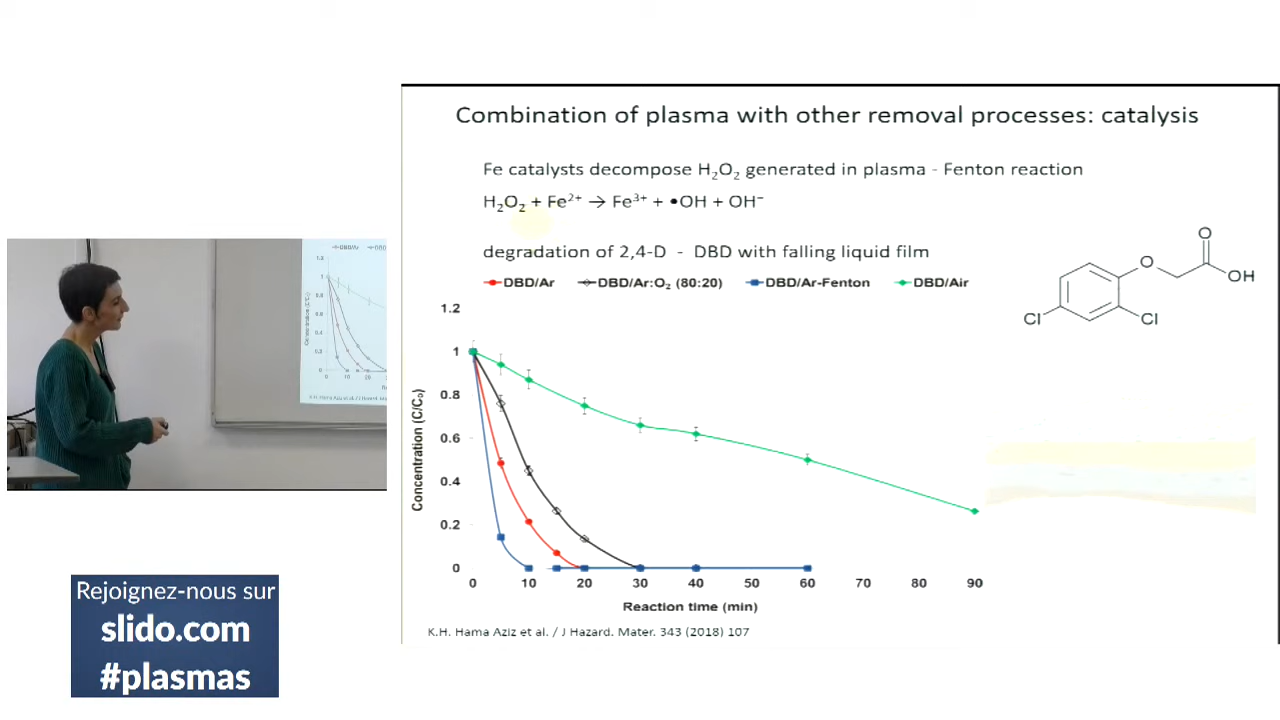 Combination of plasma with other removal processes: catalysis
Fe catalysts decompose H₂O₂ generated in plasma - Fenton reaction
H₂O₂ + Fe²⁺ → Fe³⁺ + •OH + OH⁻
degradation of 2,4-D - DBD with falling liquid film
DBD/Ar DBD/Ar:O₂ (80:20) DBD/Ar-Fenton DBD/Air
1.2
1
0.8
0.6
0.4
0.2
0
Concentration (C/C₀)
0 10 20 30 40 50 60 70 80 90
Reaction time (min)
K.H. Hama Aziz et al. / J Hazard. Mater. 343 (2018) 107
O
O
OH
Cl
Cl
Rejoignez-nous sur
slido.com
#plasmas